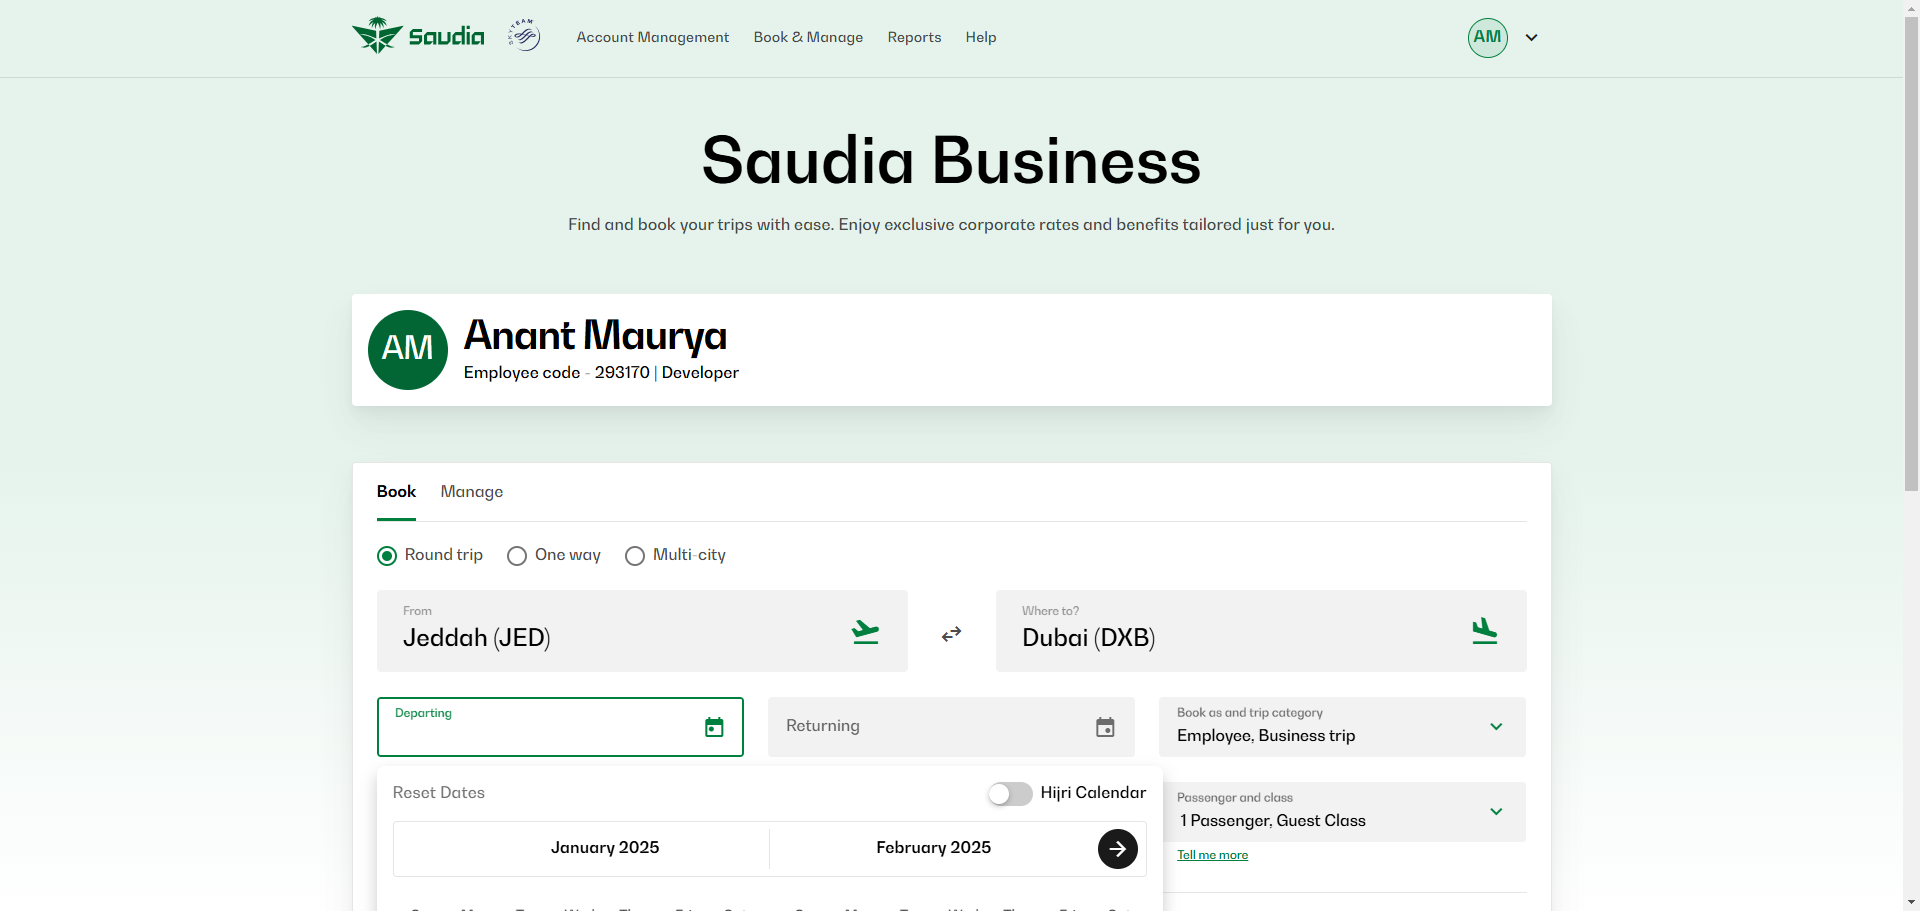 Saudia
SKYTEAM
Account Management
Book & Manage
Reports
Help
AM
Saudia Business
Find and book your trips with ease. Enjoy exclusive corporate rates and benefits tailored just for you.
AM
Anant Maurya
Employee code - 293170 | Developer
Book
Manage
Round trip
One way
Multi-city
From
Jeddah (JED)
Where to?
Dubai (DXB)
Departing
Returning
Book as and trip category
Employee, Business trip
Reset Dates
Hijri Calendar
Passenger and class
1 Passenger, Guest Class
Tell me more
January 2025
February 2025